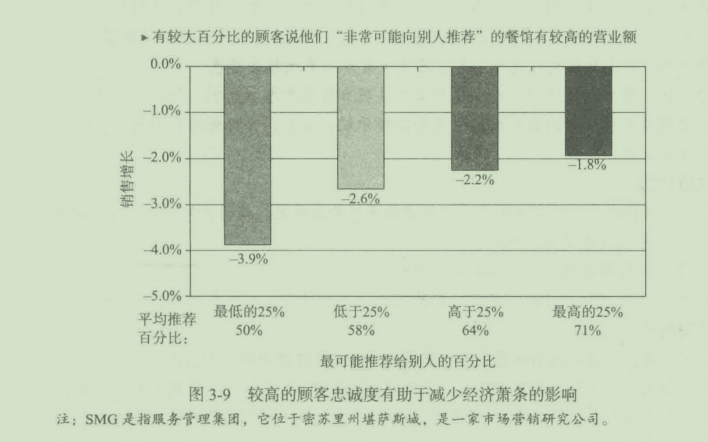 ▸有较大百分比的顾客说他们“非常可能向别人推荐”的餐馆有较高的营业额
0.0%
–1.0%
–2.0%
–3.0%
–4.0%
–5.0%
销售增长
–3.9%
–2.6%
–2.2%
–1.8%
最低的25% 低于25% 高于25% 最高的25%
平均推荐百分比： 50% 58% 64% 71%
最可能推荐给别人的百分比
图 3-9 较高的顾客忠诚度有助于减少经济萧条的影响
注：SMG 是指服务管理集团，它位于密苏里州堪萨斯城，是一家市场营销研究公司。